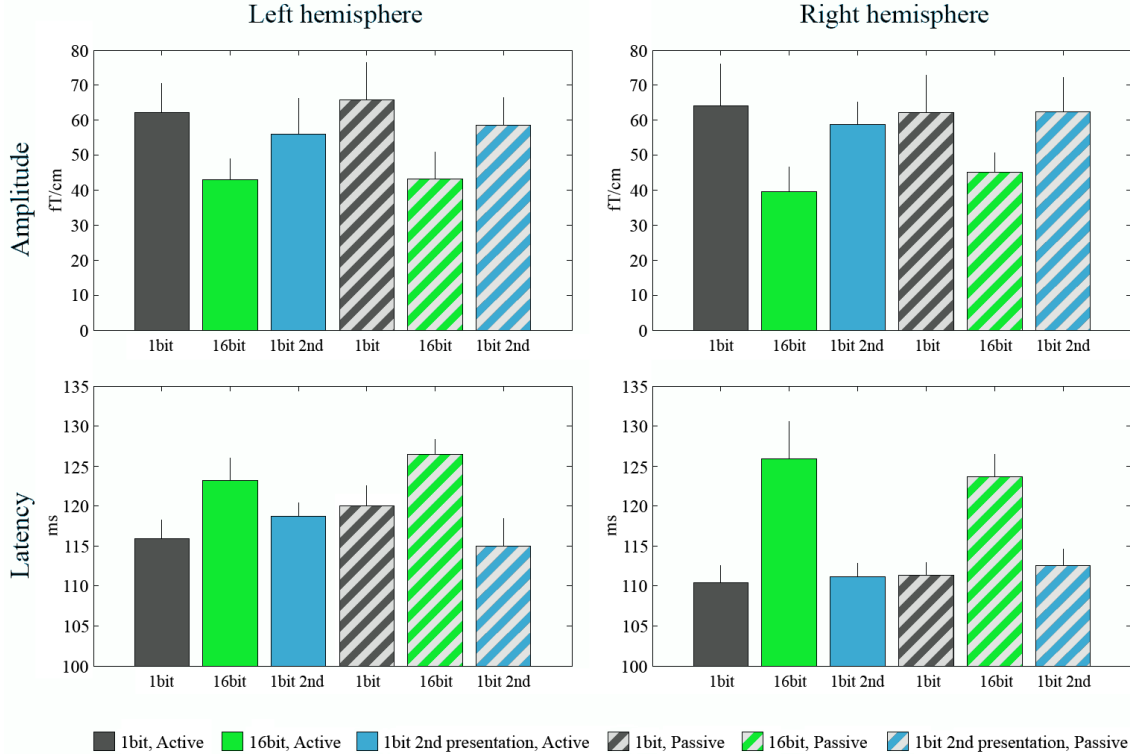 Left hemisphere
Right hemisphere
Amplitude
fT/cm
80
70
60
50
40
30
20
10
0
1bit 16bit 1bit 2nd 1bit 16bit 1bit 2nd
fT/cm
80
70
60
50
40
30
20
10
0
1bit 16bit 1bit 2nd 1bit 16bit 1bit 2nd
Latency
ms
135
130
125
120
115
110
105
100
1bit 16bit 1bit 2nd 1bit 16bit 1bit 2nd
ms
135
130
125
120
115
110
105
100
1bit 16bit 1bit 2nd 1bit 16bit 1bit 2nd
1bit, Active 16bit, Active 1bit 2nd presentation, Active 1bit, Passive 16bit, Passive 1bit 2nd presentation, Passive